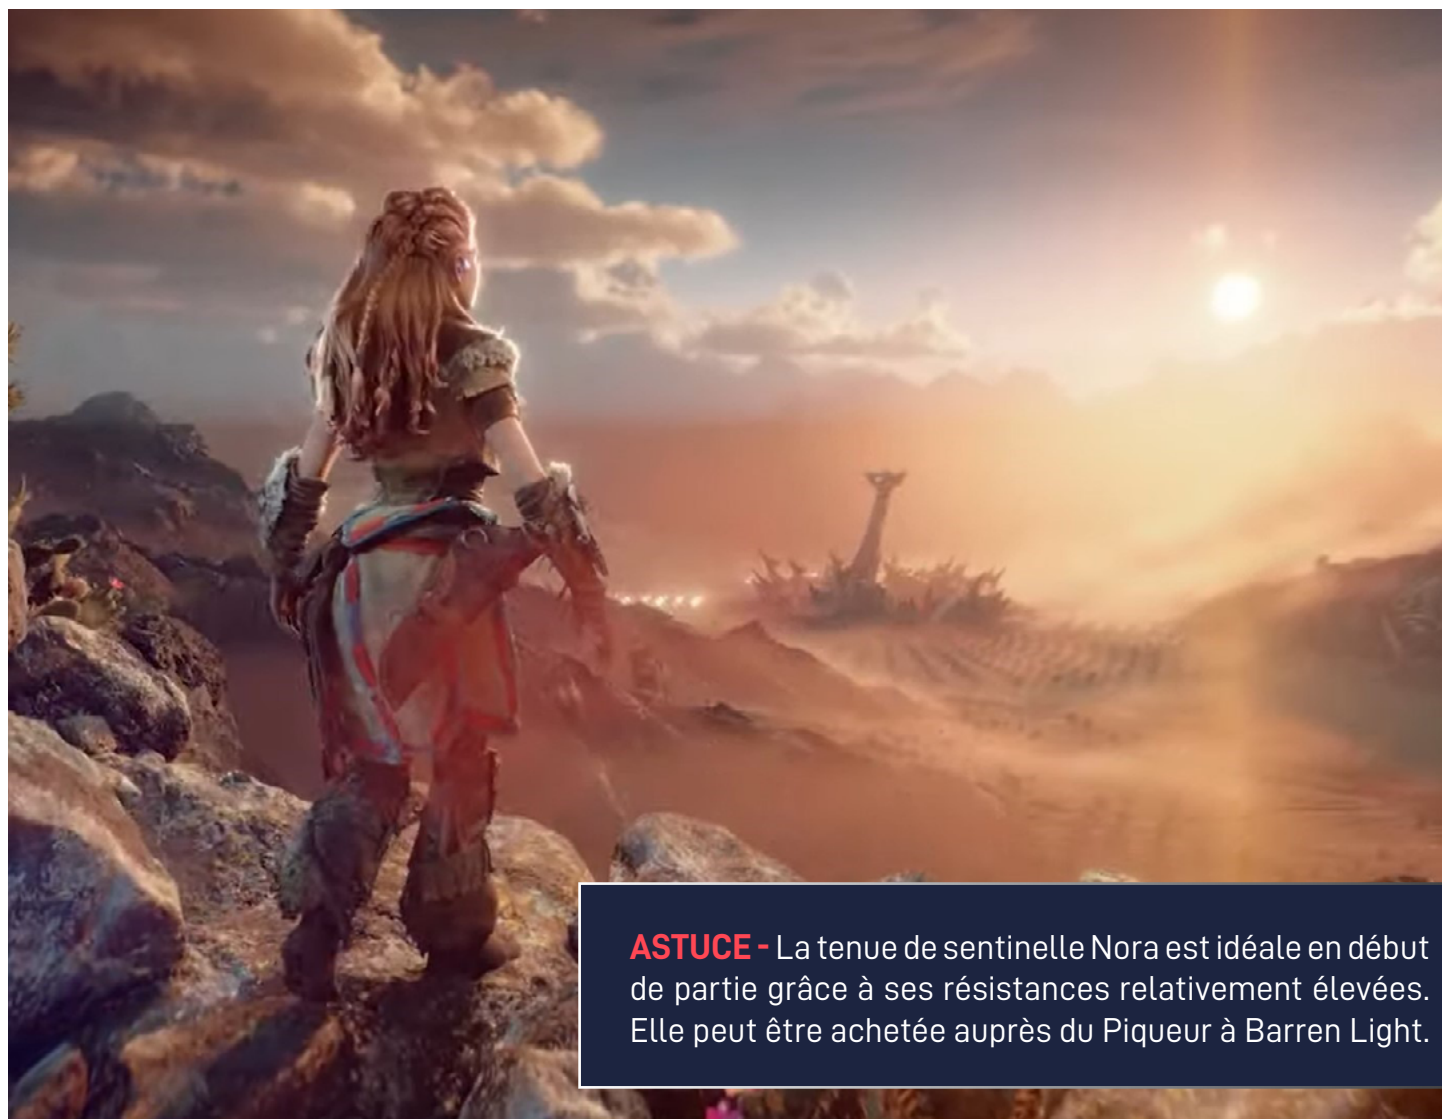 ASTUCE - La tenue de sentinelle Nora est idéale en début
de partie grâce à ses résistances relativement élevées.
Elle peut être achetée auprès du Piqueur à Barren Light.